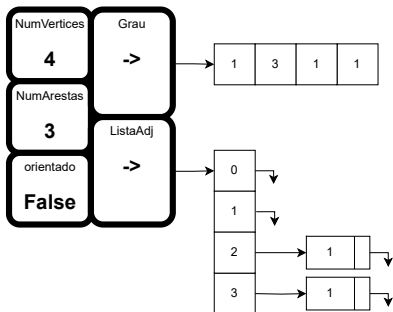 NumVertices
4
Grau
->
1 3 1 1
NumArestas
3
ListaAdj
->
orientado
False
0
1
2 1
3 1